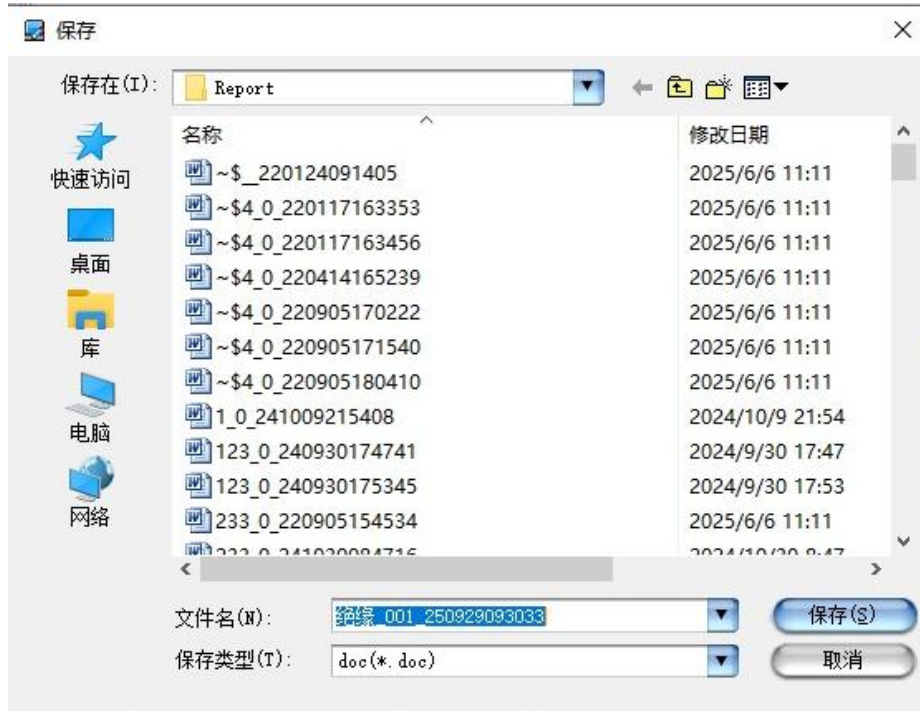 保存
保存在(I):
Report
名称 修改日期
~$_220124091405 2025/6/6 11:11
~$4_0_220117163353 2025/6/6 11:11
~$4_0_220117163456 2025/6/6 11:11
~$4_0_220414165239 2025/6/6 11:11
~$4_0_220905170222 2025/6/6 11:11
~$4_0_220905171540 2025/6/6 11:11
~$4_0_220905180410 2025/6/6 11:11
1_0_241009215408 2024/10/9 21:54
123_0_240930174741 2024/9/30 17:47
123_0_240930175345 2024/9/30 17:53
233_0_220905154534 2025/6/6 11:11
快速访问
桌面
库
电脑
网络
文件名(N): 绝缘_001_250929093033 保存(S)
保存类型(T): doc(*.doc) 取消